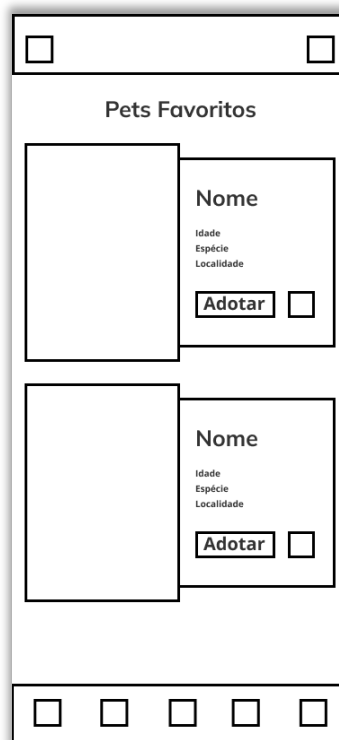 Pets Favoritos
Nome
Idade
Espécie
Localidade
Adotar
Nome
Idade
Espécie
Localidade
Adotar